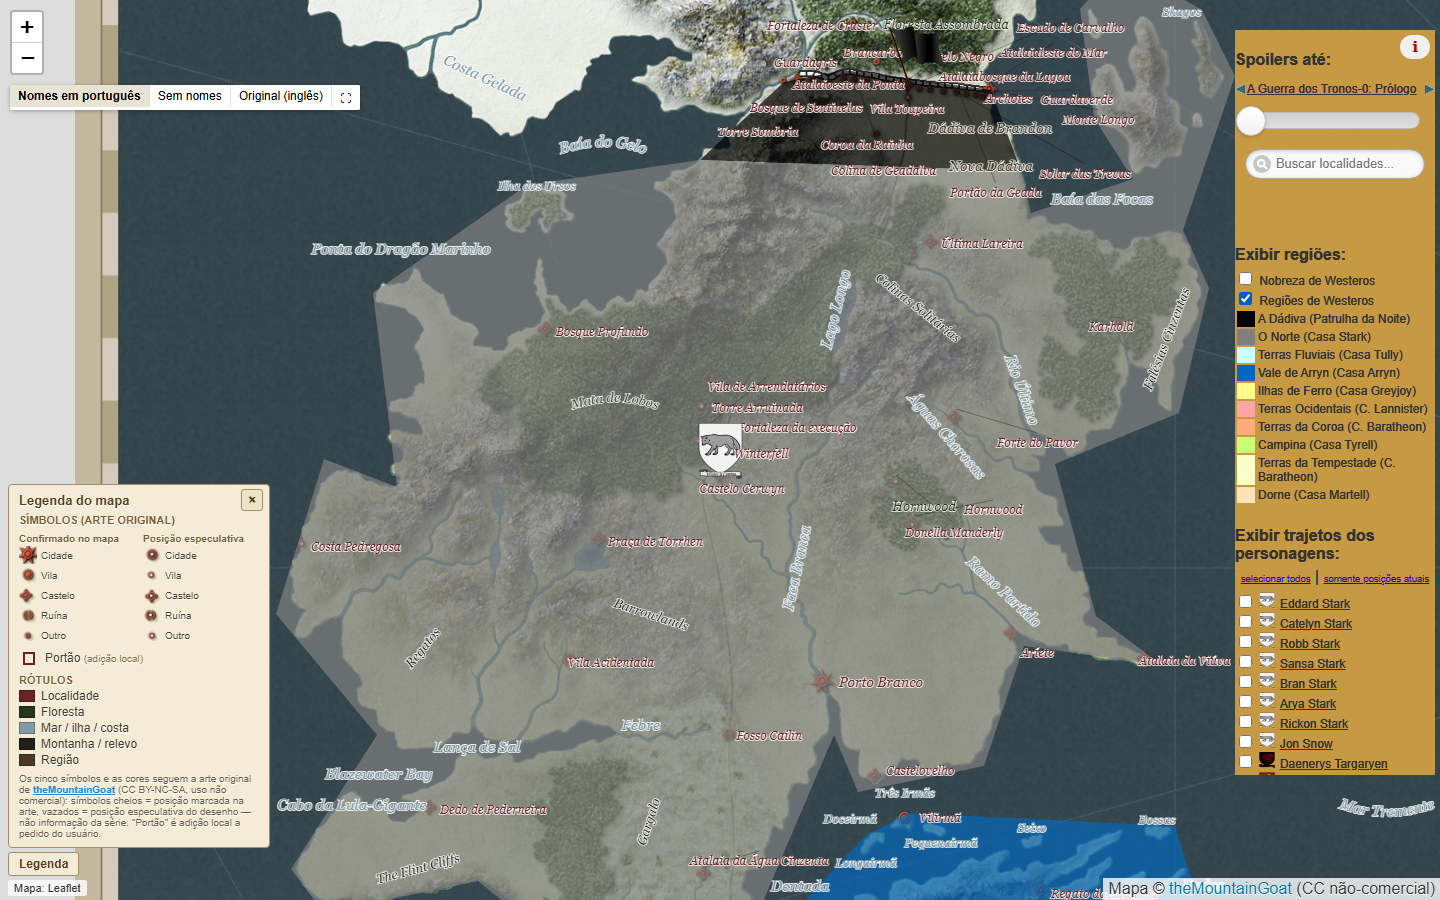 +
−
Nomes em português
Sem nomes
Original (inglês)
Costa Gelada
Fortaleza de Craster
Floresta Assombrada
Escudo de Carvalho
Skagos
Guardagris
elo Negro
Atalaialeste do Mar
Atalaiabosque da Lagoa
Atalaiaoeste da Ponte
Archotes
Guardaverde
Bosque de Sentinelas
Vila Toupeira
Monte Longo
Torre Sombria
Dádiva de Brandon
Coroa da Rainha
Baía do Gelo
Colina de Geadalva
Nova Dádiva
Solar das Trevas
Ilha dos Ursos
Portão da Geada
Baía das Focas
Ponta do Dragão Marinho
Última Lareira
Lago Longo
Colinas Solitárias
Bosque Profundo
Karhold
Falésias Cinzentas
Rio Último
Vila de Arrendatários
Mata de Lobos
Torre Arruinada
Águas Chorosas
Fortaleza da execução
Forte do Pavor
Winterfell
Castelo Cerwyn
Hornwood
Hornwood
Donella Manderly
Costa Pedregosa
Praça de Torrhen
Faca Branca
Ramo Partido
Barrowlands
Regatos
Vila Acidentada
Ariete
Atalaia da Viúva
Porto Branco
Febre
Fosso Cailin
Lança de Sal
Blazewater Bay
Castelovelho
Três Irmãs
Cabo da Lula-Gigante
Dedo de Pederneira
Gargalo
Doceirmã
Vilirmã
Seixo
Bossas
Mar Tremente
Pequenairmã
Atalaia da Água Cinzenta
Longairmã
The Flint Cliffs
Dentada
Spoilers até:
i
A Guerra dos Tronos-0: Prólogo
Buscar localidades...
Exibir regiões:
Nobreza de Westeros
Regiões de Westeros
A Dádiva (Patrulha da Noite)
O Norte (Casa Stark)
Terras Fluviais (Casa Tully)
Vale de Arryn (Casa Arryn)
Ilhas de Ferro (Casa Greyjoy)
Terras Ocidentais (C. Lannister)
Terras da Coroa (C. Baratheon)
Campina (Casa Tyrell)
Terras da Tempestade (C.
Baratheon)
Dorne (Casa Martell)
Exibir trajetos dos
personagens:
selecionar todos | somente posições atuais
Eddard Stark
Catelyn Stark
Robb Stark
Sansa Stark
Bran Stark
Arya Stark
Rickon Stark
Jon Snow
Daenerys Targaryen
Legenda do mapa
×
SÍMBOLOS (ARTE ORIGINAL)
Confirmado no mapa
Posição especulativa
Cidade
Cidade
Vila
Vila
Castelo
Castelo
Ruína
Ruína
Outro
Outro
Portão (adição local)
RÓTULOS
Localidade
Floresta
Mar / ilha / costa
Montanha / relevo
Região
Os cinco símbolos e as cores seguem a arte original
de theMountainGoat (CC BY-NC-SA, uso não
comercial): símbolos cheios = posição marcada na
arte, vazados = posição especulativa do desenho —
não informação da série. "Portão" é adição local a
pedido do usuário.
Legenda
Mapa: Leaflet
Mapa © theMountainGoat (CC não-comercial)